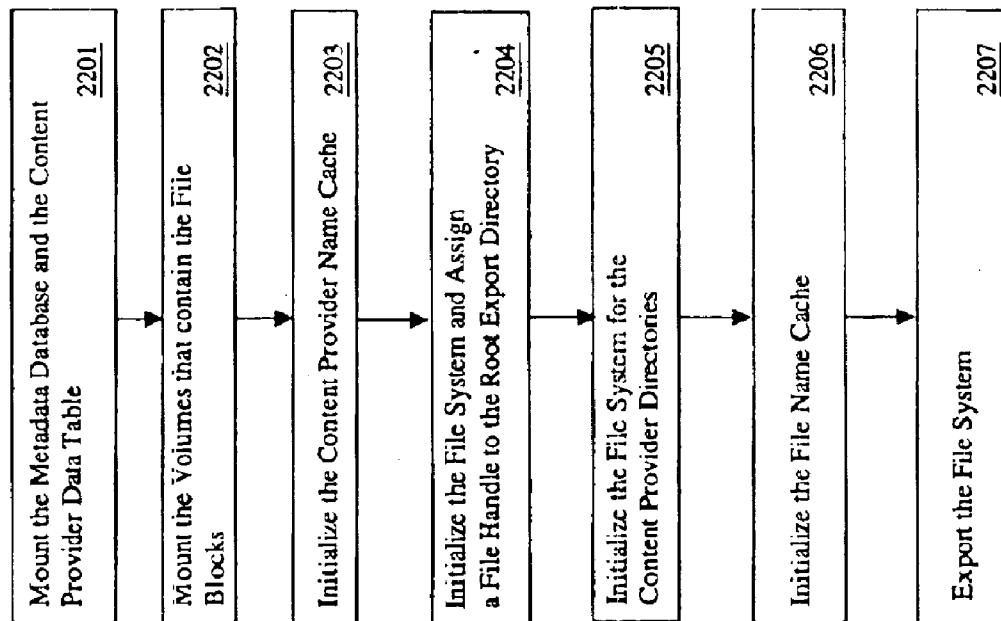 Mount the Metadata Database and the Content
Provider Data Table
2201
Mount the Volumes that contain the File
Blocks
2202
Initialize the Content Provider Name Cache
2203
Initialize the File System and Assign
a File Handle to the Root Export Directory
2204
Initialize the File System for the
Content Provider Directories
2205
Initialize the File Name Cache
2206
Export the File System
2207